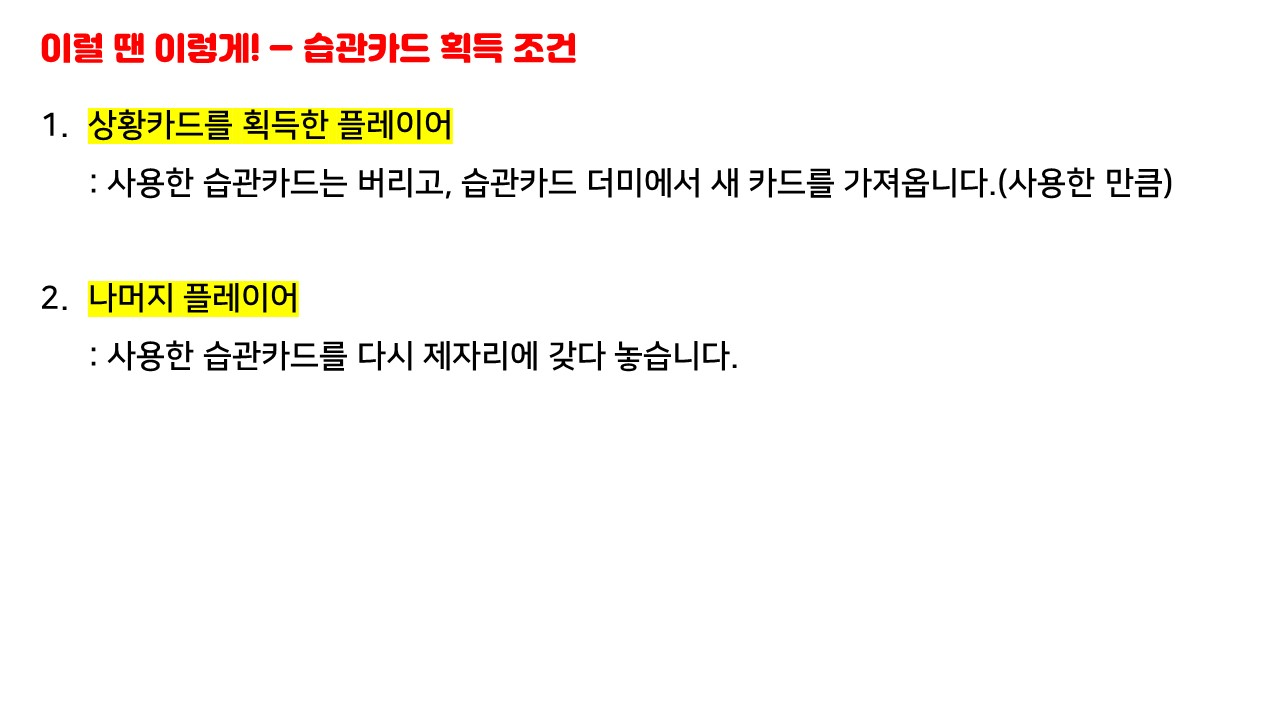 이럴 땐 이렇게! – 습관카드 획득 조건
1. 상황카드를 획득한 플레이어
: 사용한 습관카드는 버리고, 습관카드 더미에서 새 카드를 가져옵니다.(사용한 만큼)
2. 나머지 플레이어
: 사용한 습관카드를 다시 제자리에 갖다 놓습니다.